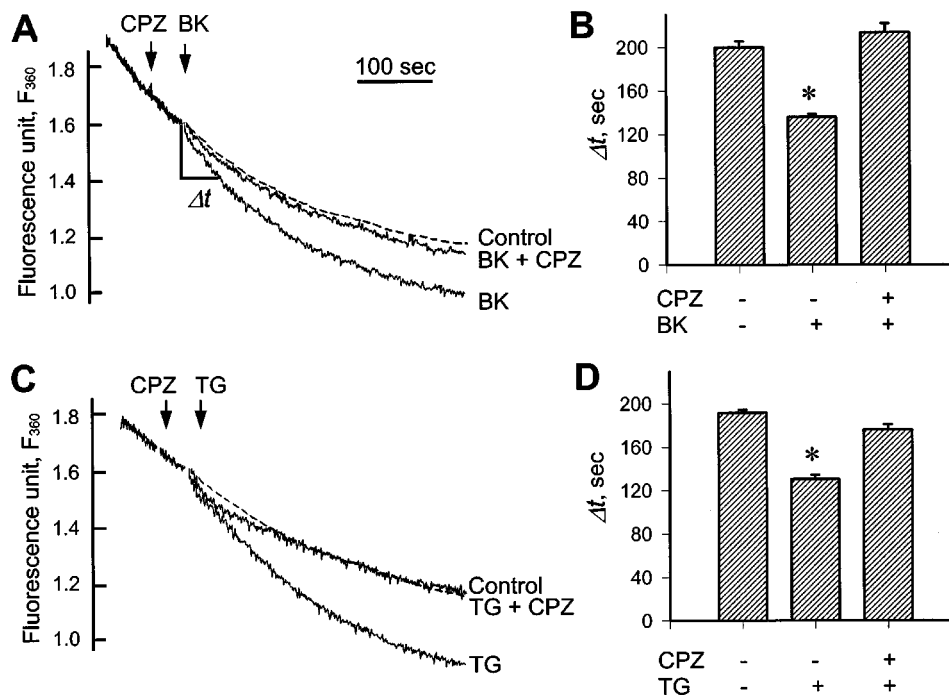 A
CPZ BK
100 sec
Fluorescence unit, F360
1.8
1.6
1.4
1.2
1.0
Δt
Control
BK + CPZ
BK
B
Δt, sec
200
160
120
80
40
0
*
CPZ - - +
BK - + +
C
CPZ TG
Fluorescence unit, F360
1.8
1.6
1.4
1.2
1.0
Control
TG + CPZ
TG
D
Δt, sec
200
160
120
80
40
0
*
CPZ - - +
TG - + +